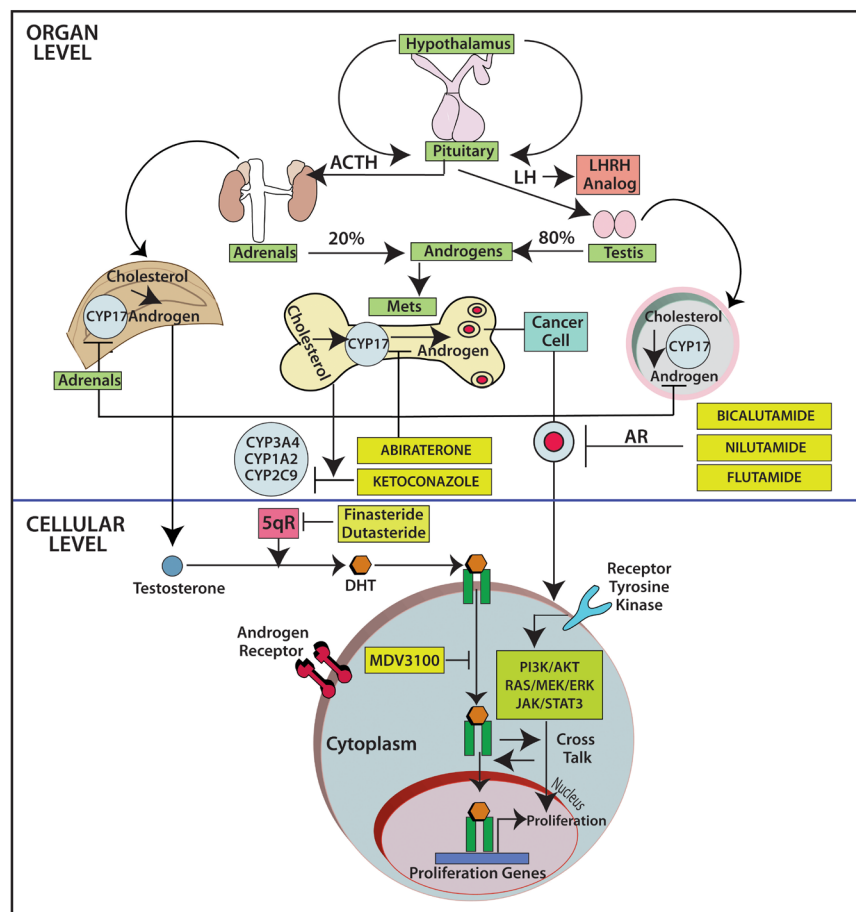 ORGAN
LEVEL
Hypothalamus
Pituitary
ACTH
LH
LHRH
Analog
Adrenals
20%
Androgens
80%
Testis
Mets
Cholesterol
CYP17
Androgen
Adrenals
Cholesterol
CYP17
Androgen
Cancer
Cell
Cholesterol
CYP17
Androgen
CYP3A4
CYP1A2
CYP2C9
ABIRATERONE
KETOCONAZOLE
AR
BICALUTAMIDE
NILUTAMIDE
FLUTAMIDE
CELLULAR
LEVEL
5qR
Finasteride
Dutasteride
Testosterone
DHT
Receptor
Tyrosine
Kinase
Androgen
Receptor
MDV3100
PI3K/AKT
RAS/MEK/ERK
JAK/STAT3
Cytoplasm
Cross
Talk
Nucleus
Proliferation
Proliferation Genes